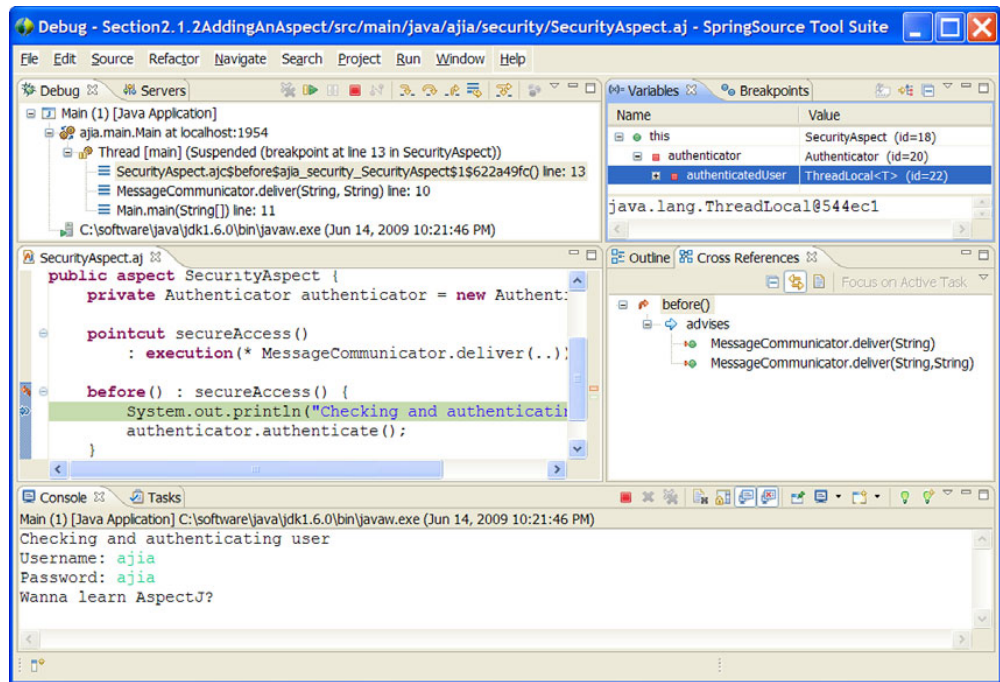 Debug - Section2.1.2AddingAnAspect/src/main/java/ajia/security/SecurityAspect.aj - SpringSource Tool Suite
File Edit Source Refactor Navigate Search Project Run Window Help
Debug Servers
Main (1) [Java Application]
ajia.main.Main at localhost:1954
Thread [main] (Suspended (breakpoint at line 13 in SecurityAspect))
SecurityAspect.ajc$before$ajia_security_SecurityAspect$1$622a49fc() line: 13
MessageCommunicator.deliver(String, String) line: 10
Main.main(String[]) line: 11
C:\software\java\jdk1.6.0\bin\javaw.exe (Jun 14, 2009 10:21:46 PM)
Variables Breakpoints
Name Value
this SecurityAspect (id=18)
authenticator Authenticator (id=20)
authenticatedUser ThreadLocal<T> (id=22)
java.lang.ThreadLocal@544ec1
SecurityAspect.aj
public aspect SecurityAspect {
private Authenticator authenticator = new Authenti
pointcut secureAccess()
: execution(* MessageCommunicator.deliver(..))
before() : secureAccess() {
System.out.println("Checking and authenticatin
authenticator.authenticate();
}
Outline Cross References
Focus on Active Task
before()
advises
MessageCommunicator.deliver(String)
MessageCommunicator.deliver(String,String)
Console Tasks
Main (1) [Java Application] C:\software\java\jdk1.6.0\bin\javaw.exe (Jun 14, 2009 10:21:46 PM)
Checking and authenticating user
Username: ajia
Password: ajia
Wanna learn AspectJ?